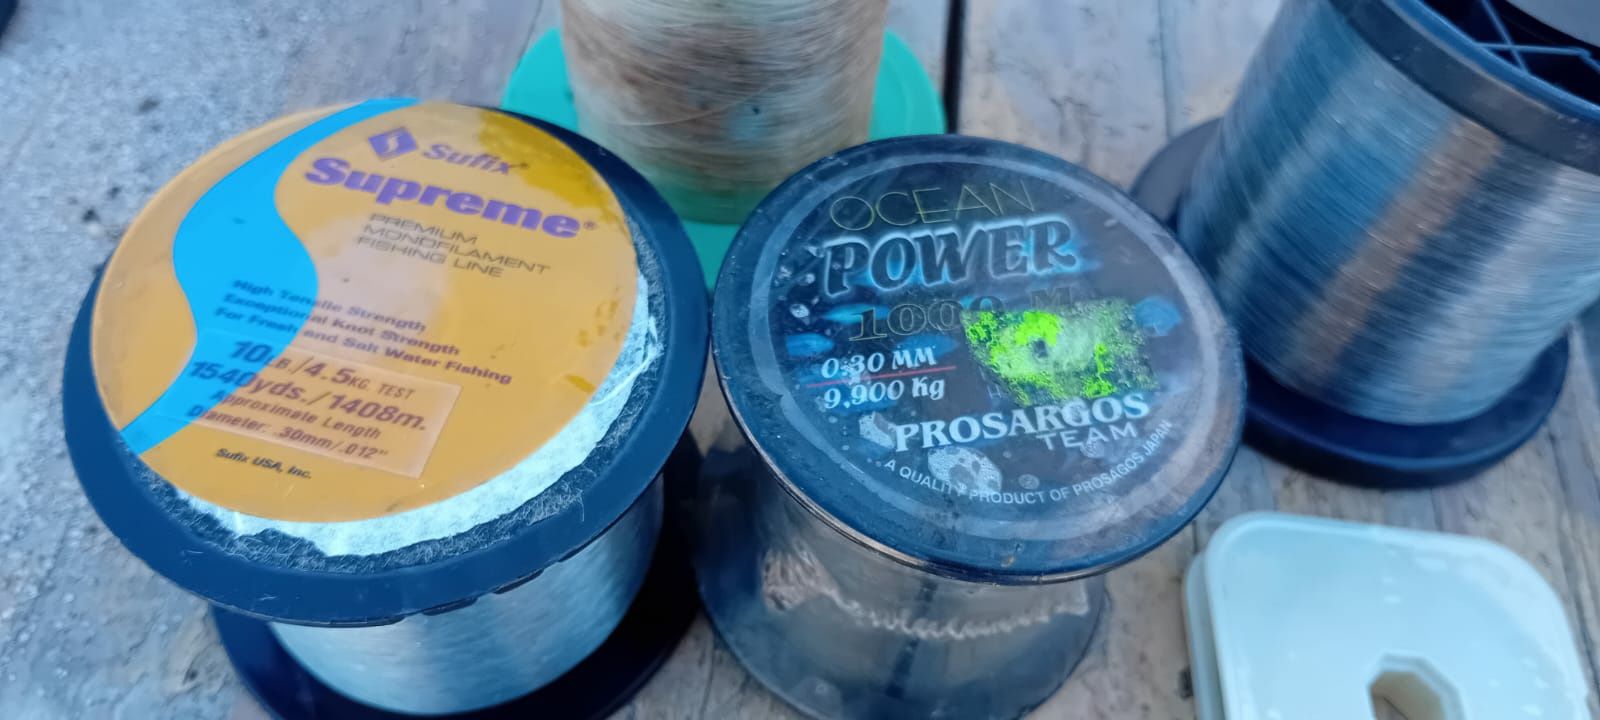 Sufix®
Supreme®
PREMIUM
MONOFILAMENT
FISHING LINE
High Tensile Strength
Exceptional Knot Strength
For Fresh and Salt Water Fishing
10LB./4.5KG TEST
1540yds./1408m.
Approximate Length
Diameter: .30mm/.012"
Sufix USA, Inc.
OCEAN
POWER
1000 M
0.30 MM
9,900 Kg
PROSARGOS
TEAM
A QUALITY PRODUCT OF PROSAGOS JAPAN